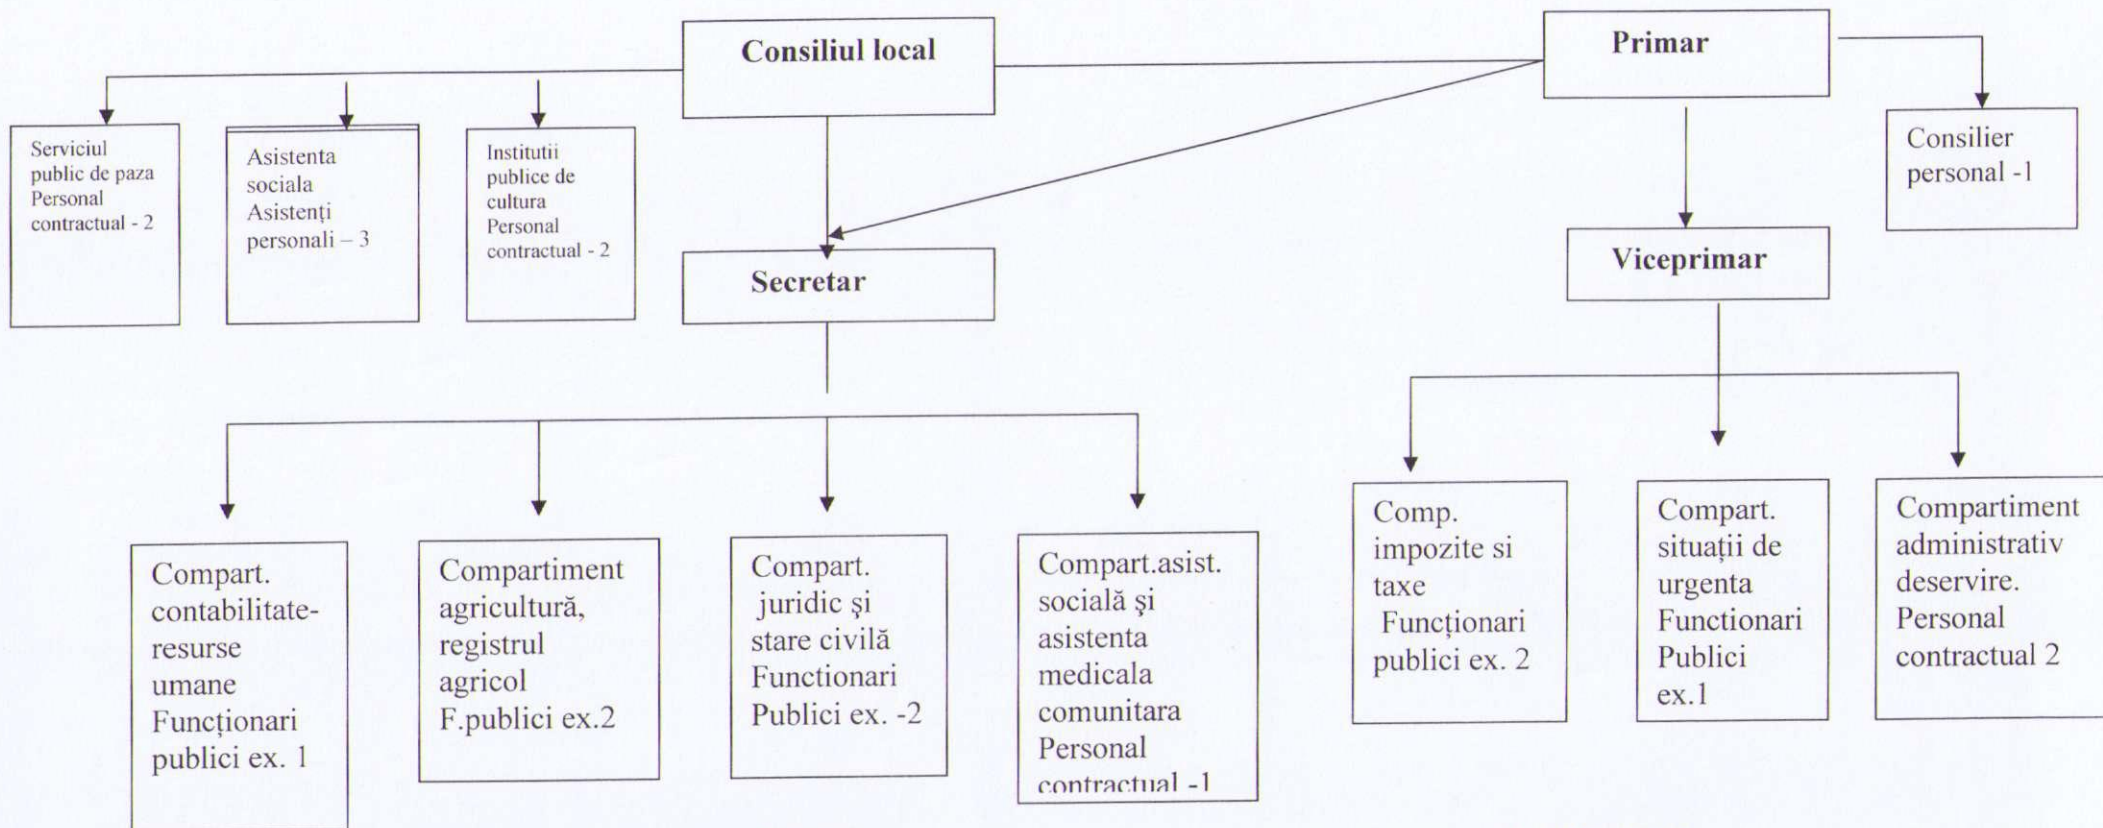 Consiliul local
Primar
Serviciul
public de paza
Personal
contractual - 2
Asistenta
sociala
Asistenți
personali – 3
Institutii
publice de
cultura
Personal
contractual - 2
Consilier
personal -1
Secretar
Viceprimar
Compart.
contabilitate-
resurse
umane
Funcționari
publici ex. 1
Compartiment
agricultură,
registrul
agricol
F.publici ex.2
Compart.
juridic şi
stare civilă
Functionari
Publici ex. -2
Compart.asist.
socială şi
asistenta
medicala
comunitara
Personal
contractual -1
Comp.
impozite si
taxe
Funcționari
publici ex. 2
Compart.
situații de
urgenta
Functionari
Publici
ex.1
Compartiment
administrativ
deservire.
Personal
contractual 2